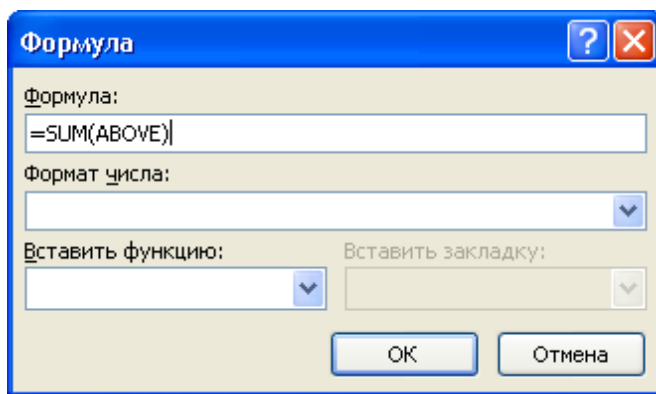 Формула
Формула:
=SUM(ABOVE)
Формат числа:
Вставить функцию: Вставить закладку:
ОК Отмена